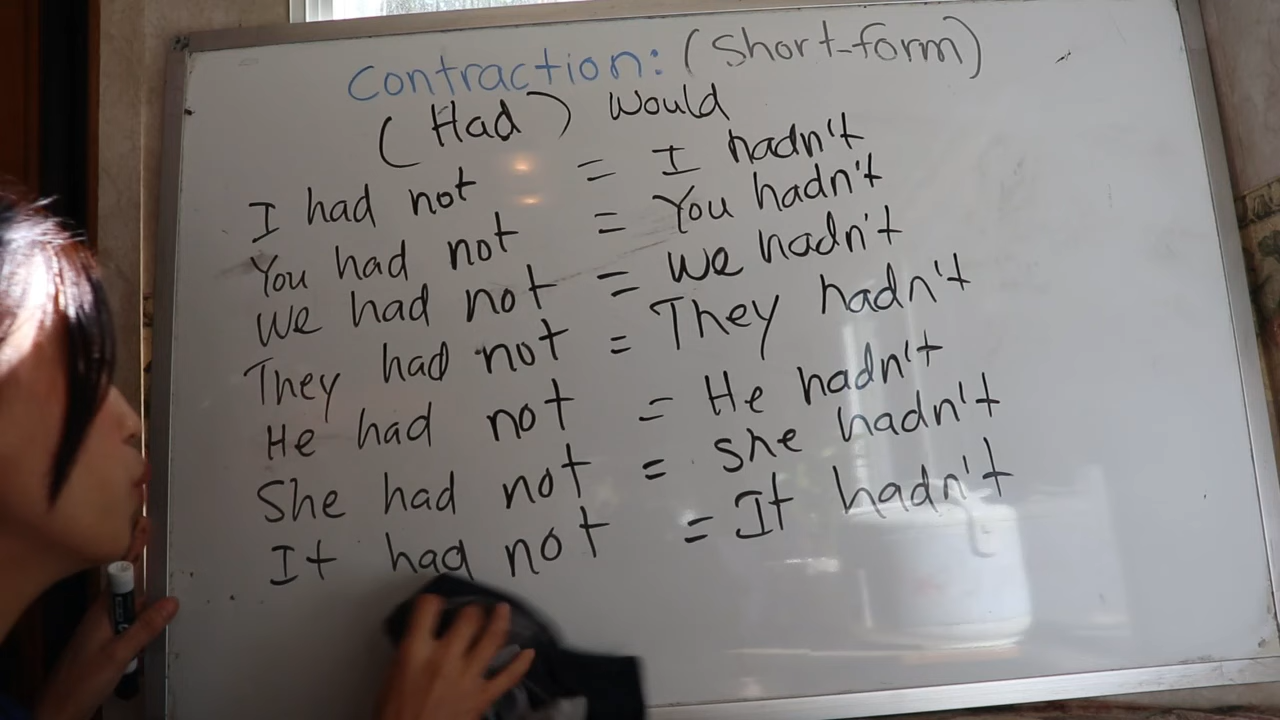 Contraction: (Short-form)
(Had) would
I had not = I hadn't
You had not = You hadn't
We had not = We hadn't
They had not = They hadn't
He had not = He hadn't
She had not = She hadn't
It had not = It hadn't